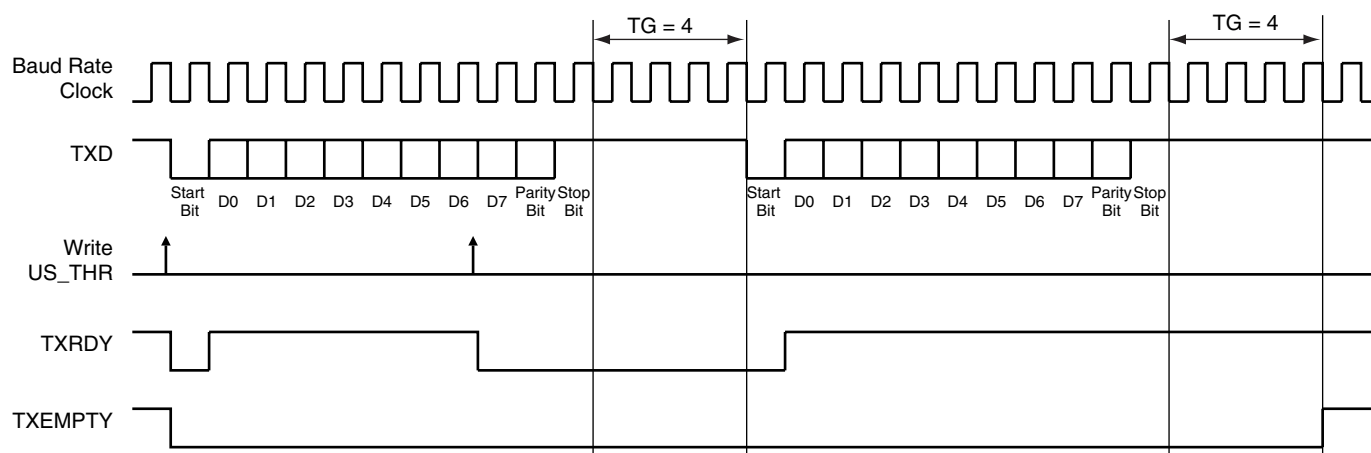 TG = 4
TG = 4
Baud Rate
Clock
TXD
Start
Bit
D0
D1
D2
D3
D4
D5
D6
D7
Parity
Bit
Stop
Bit
Start
Bit
D0
D1
D2
D3
D4
D5
D6
D7
Parity
Bit
Stop
Bit
Write
US_THR
TXRDY
TXEMPTY